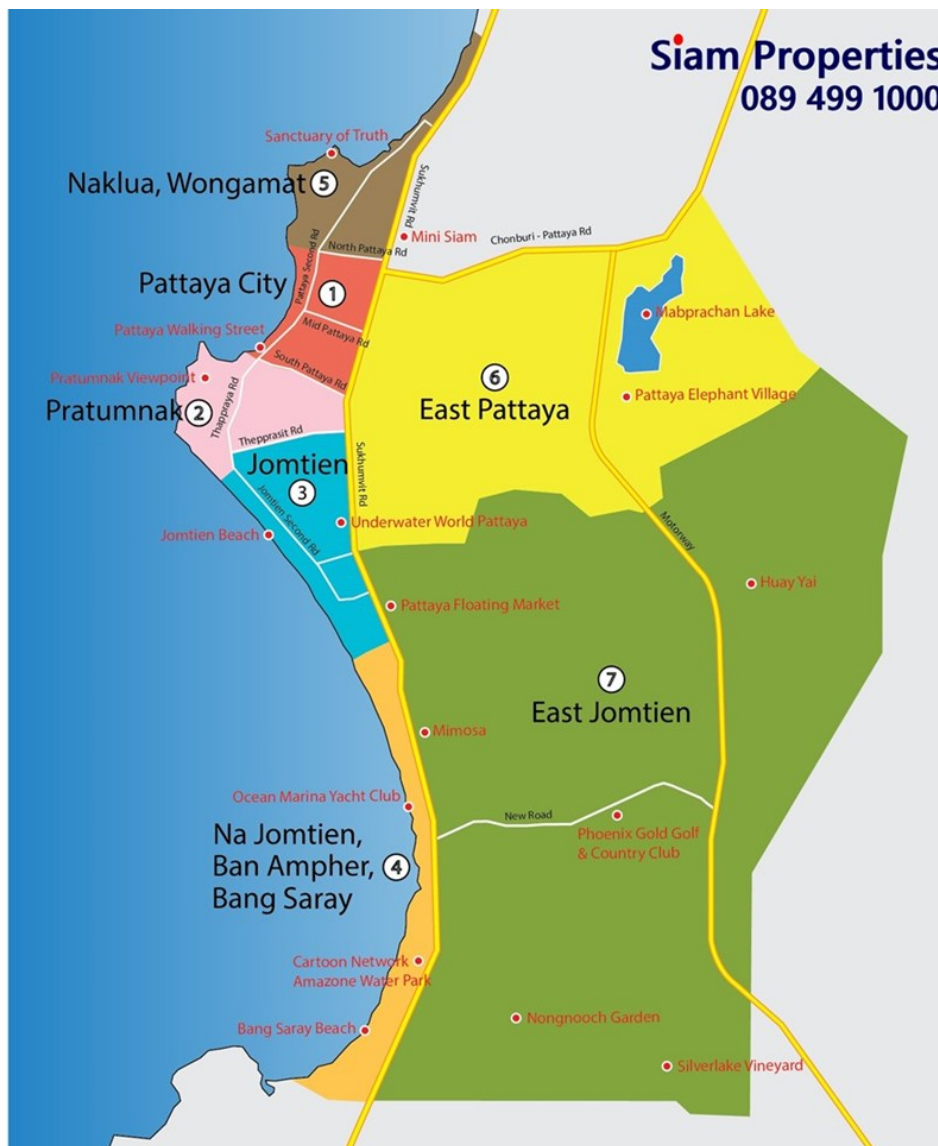 Siam Properties
089 499 1000
Sanctuary of Truth
Naklua, Wongamat 5
Sukhumvit Rd
Mini Siam
Chonburi - Pattaya Rd
North Pattaya Rd
Pattaya Second Rd
Pattaya City
1
Mabprachan Lake
Mid Pattaya Rd
Pattaya Walking Street
South Pattaya Rd
Pratumnak Viewpoint
6
East Pattaya
Pattaya Elephant Village
Pratumnak 2
Thappraya Rd
Thepprasit Rd
Jomtien
3
Sukhumvit Rd
Jomtien Second Rd
Underwater World Pattaya
Jomtien Beach
Motorway
Huay Yai
Pattaya Floating Market
7
East Jomtien
Mimosa
Ocean Marina Yacht Club
New Road
Phoenix Gold Golf
& Country Club
Na Jomtien,
Ban Ampher,
Bang Saray
4
Cartoon Network
Amazone Water Park
Bang Saray Beach
Nongnooch Garden
Silverlake Vineyard